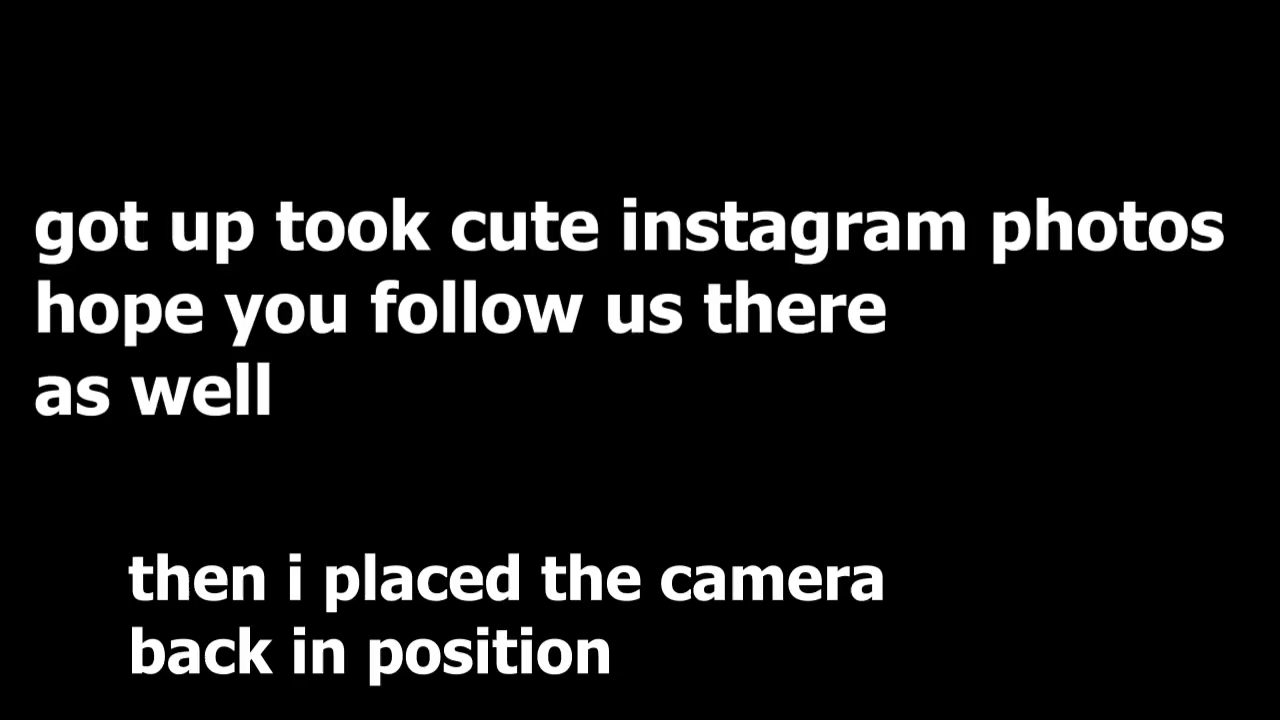 got up took cute instagram photos
hope you follow us there
as well
then i placed the camera
back in position